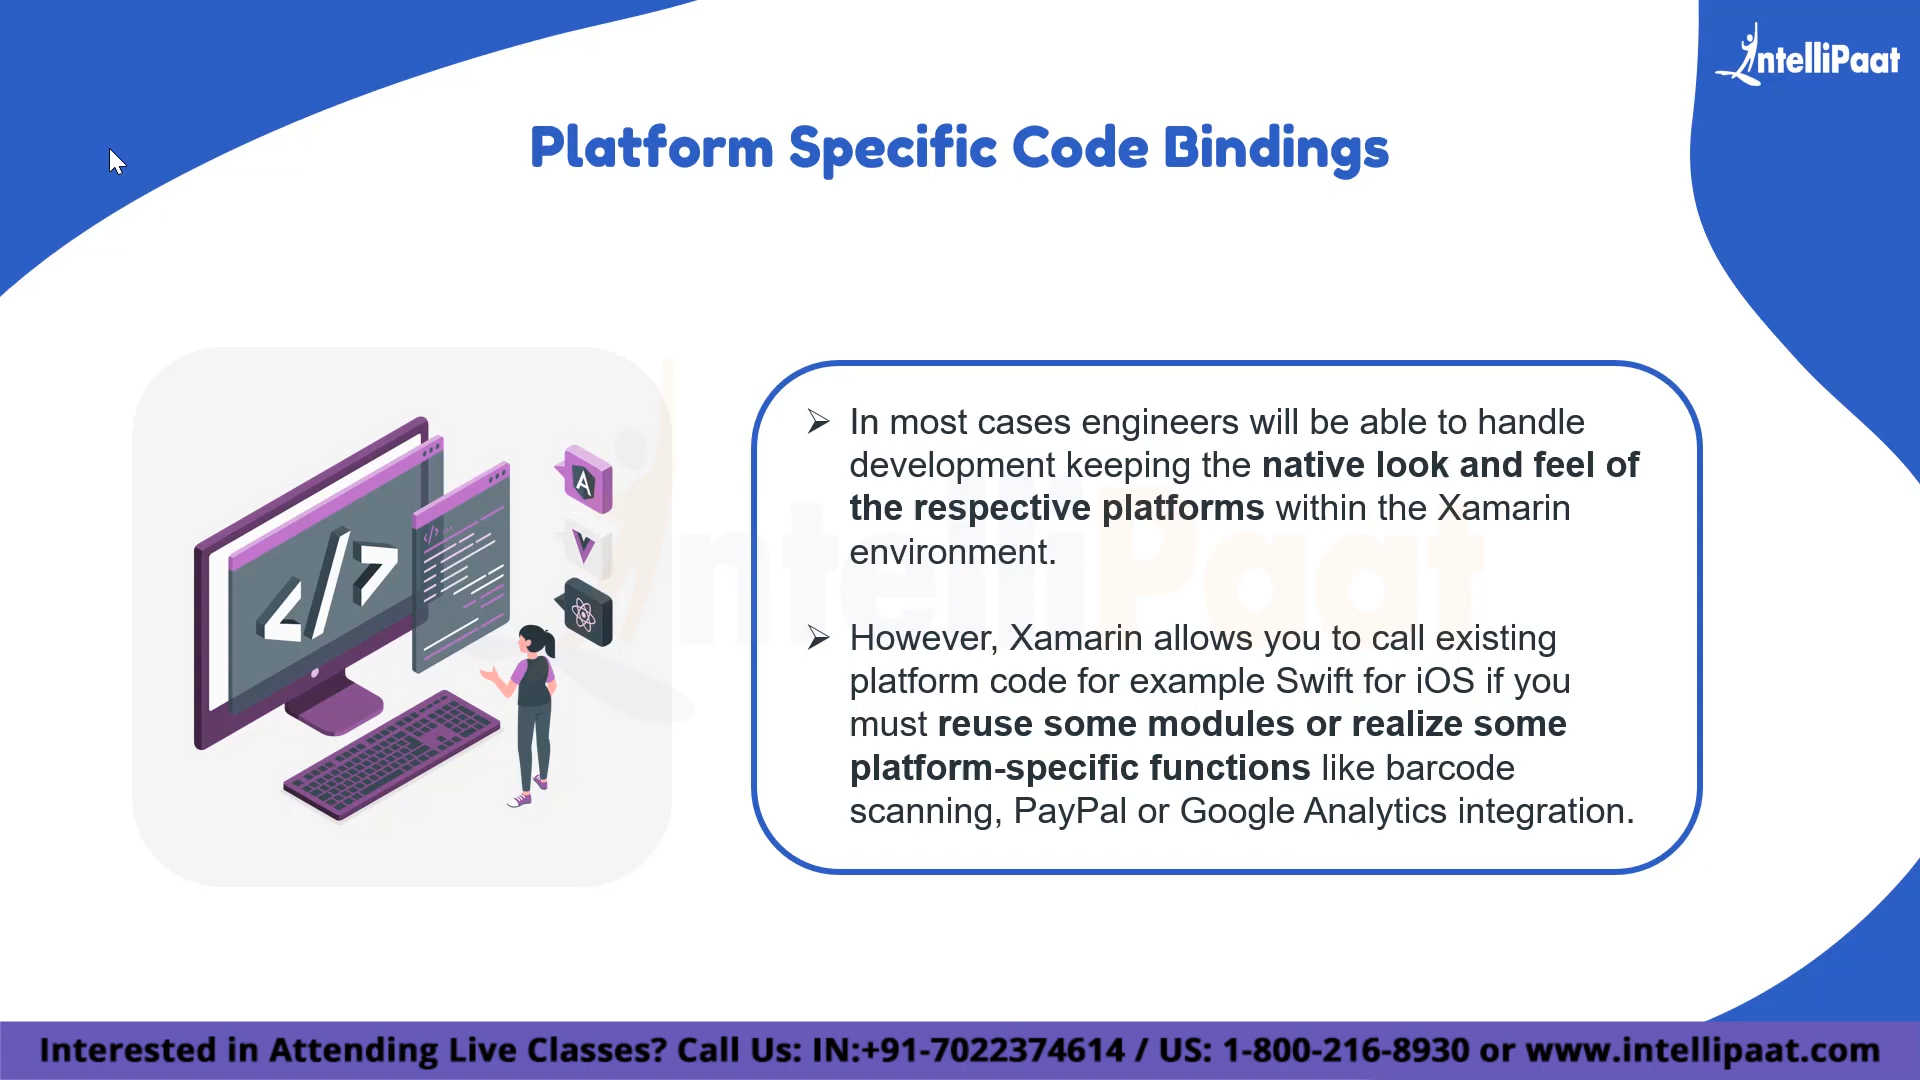 IntelliPaat
Platform Specific Code Bindings
➢ In most cases engineers will be able to handle
development keeping the native look and feel of
the respective platforms within the Xamarin
environment.
➢ However, Xamarin allows you to call existing
platform code for example Swift for iOS if you
must reuse some modules or realize some
platform-specific functions like barcode
scanning, PayPal or Google Analytics integration.
</>
A
IntelliPaat
Interested in Attending Live Classes? Call Us: IN:+91-7022374614 / US: 1-800-216-8930 or www.intellipaat.com